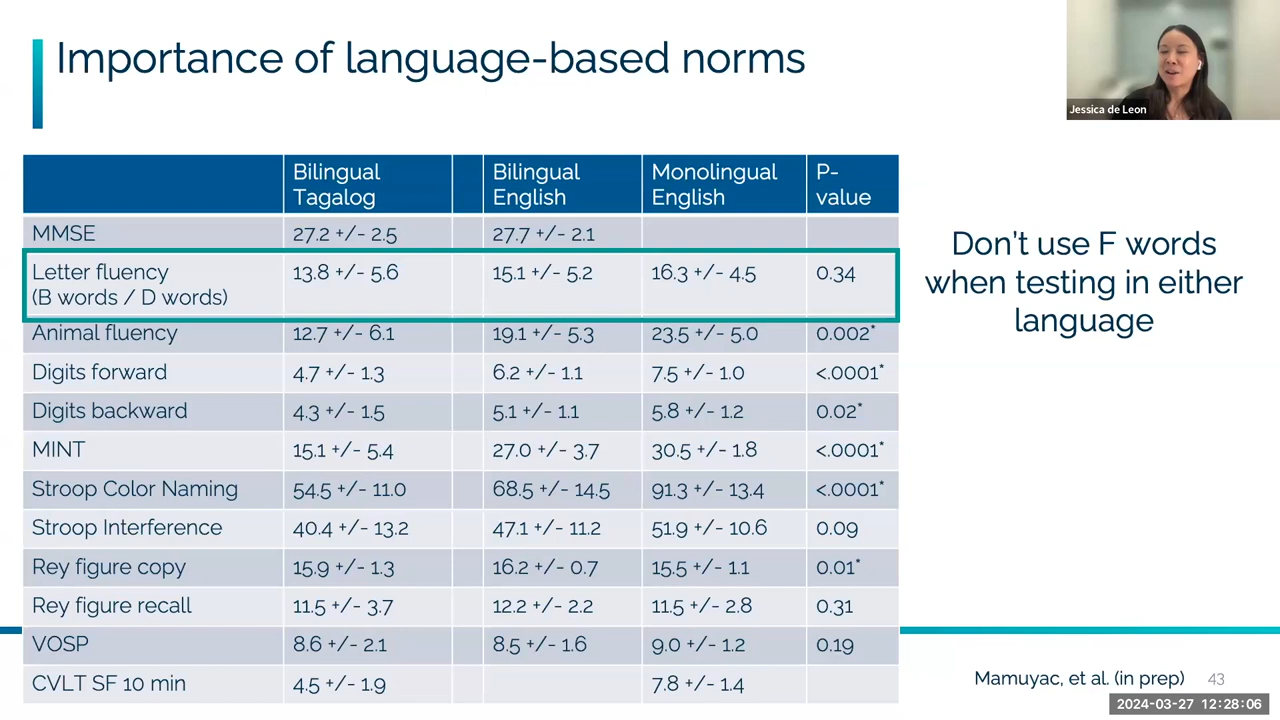 Importance of language-based norms
Jessica de Leon
Bilingual Tagalog Bilingual English Monolingual English P-value
MMSE 27.2 +/- 2.5 27.7 +/- 2.1
Letter fluency (B words / D words) 13.8 +/- 5.6 15.1 +/- 5.2 16.3 +/- 4.5 0.34
Animal fluency 12.7 +/- 6.1 19.1 +/- 5.3 23.5 +/- 5.0 0.002*
Digits forward 4.7 +/- 1.3 6.2 +/- 1.1 7.5 +/- 1.0 <.0001*
Digits backward 4.3 +/- 1.5 5.1 +/- 1.1 5.8 +/- 1.2 0.02*
MINT 15.1 +/- 5.4 27.0 +/- 3.7 30.5 +/- 1.8 <.0001*
Stroop Color Naming 54.5 +/- 11.0 68.5 +/- 14.5 91.3 +/- 13.4 <.0001*
Stroop Interference 40.4 +/- 13.2 47.1 +/- 11.2 51.9 +/- 10.6 0.09
Rey figure copy 15.9 +/- 1.3 16.2 +/- 0.7 15.5 +/- 1.1 0.01*
Rey figure recall 11.5 +/- 3.7 12.2 +/- 2.2 11.5 +/- 2.8 0.31
VOSP 8.6 +/- 2.1 8.5 +/- 1.6 9.0 +/- 1.2 0.19
CVLT SF 10 min 4.5 +/- 1.9 7.8 +/- 1.4
Don't use F words
when testing in either
language
Mamuyac, et al. (in prep) 43
2024-03-27 12:28:06